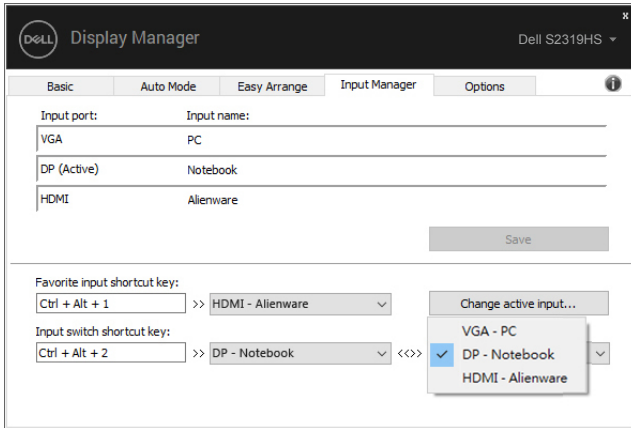 x
DELL Display Manager Dell S2319HS
Basic Auto Mode Easy Arrange Input Manager Options i
Input port: Input name:
VGA PC
DP (Active) Notebook
HDMI Alienware
Save
Favorite input shortcut key:
Ctrl + Alt + 1 >> HDMI - Alienware Change active input...
Input switch shortcut key:
Ctrl + Alt + 2 >> DP - Notebook <<>>
VGA - PC
DP - Notebook
HDMI - Alienware